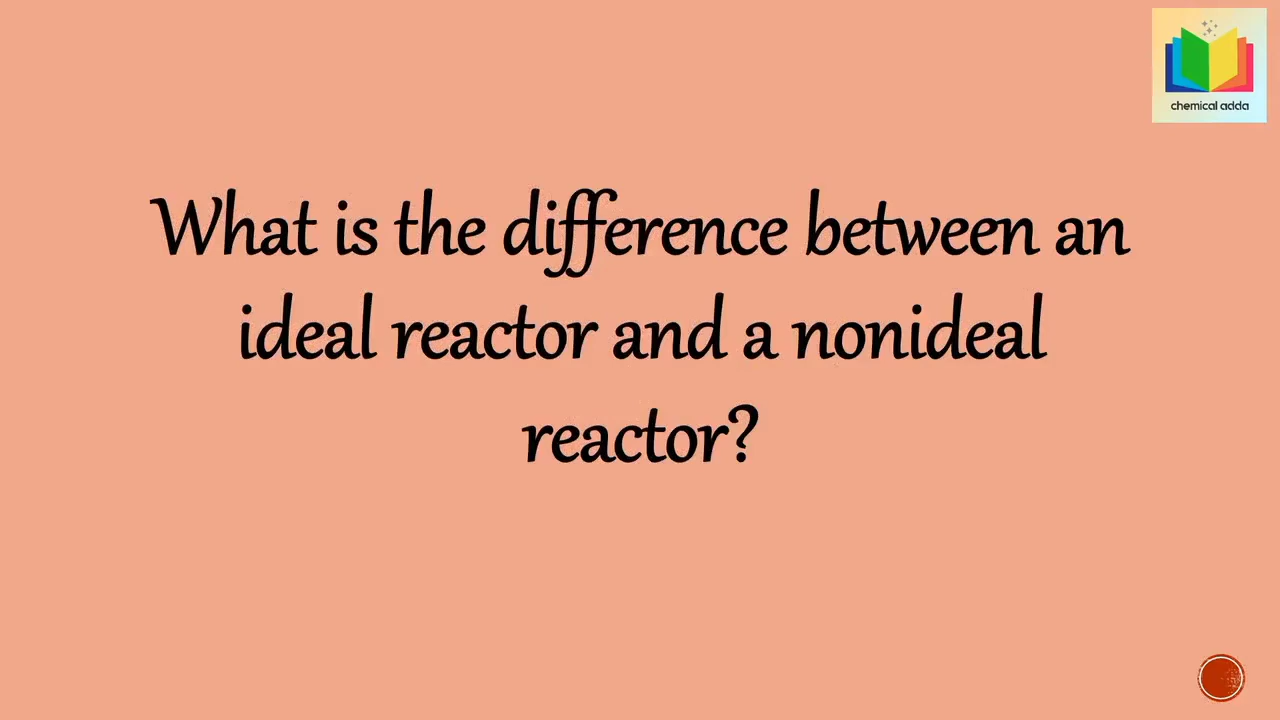 chemical adda
What is the difference between an
ideal reactor and a nonideal
reactor?